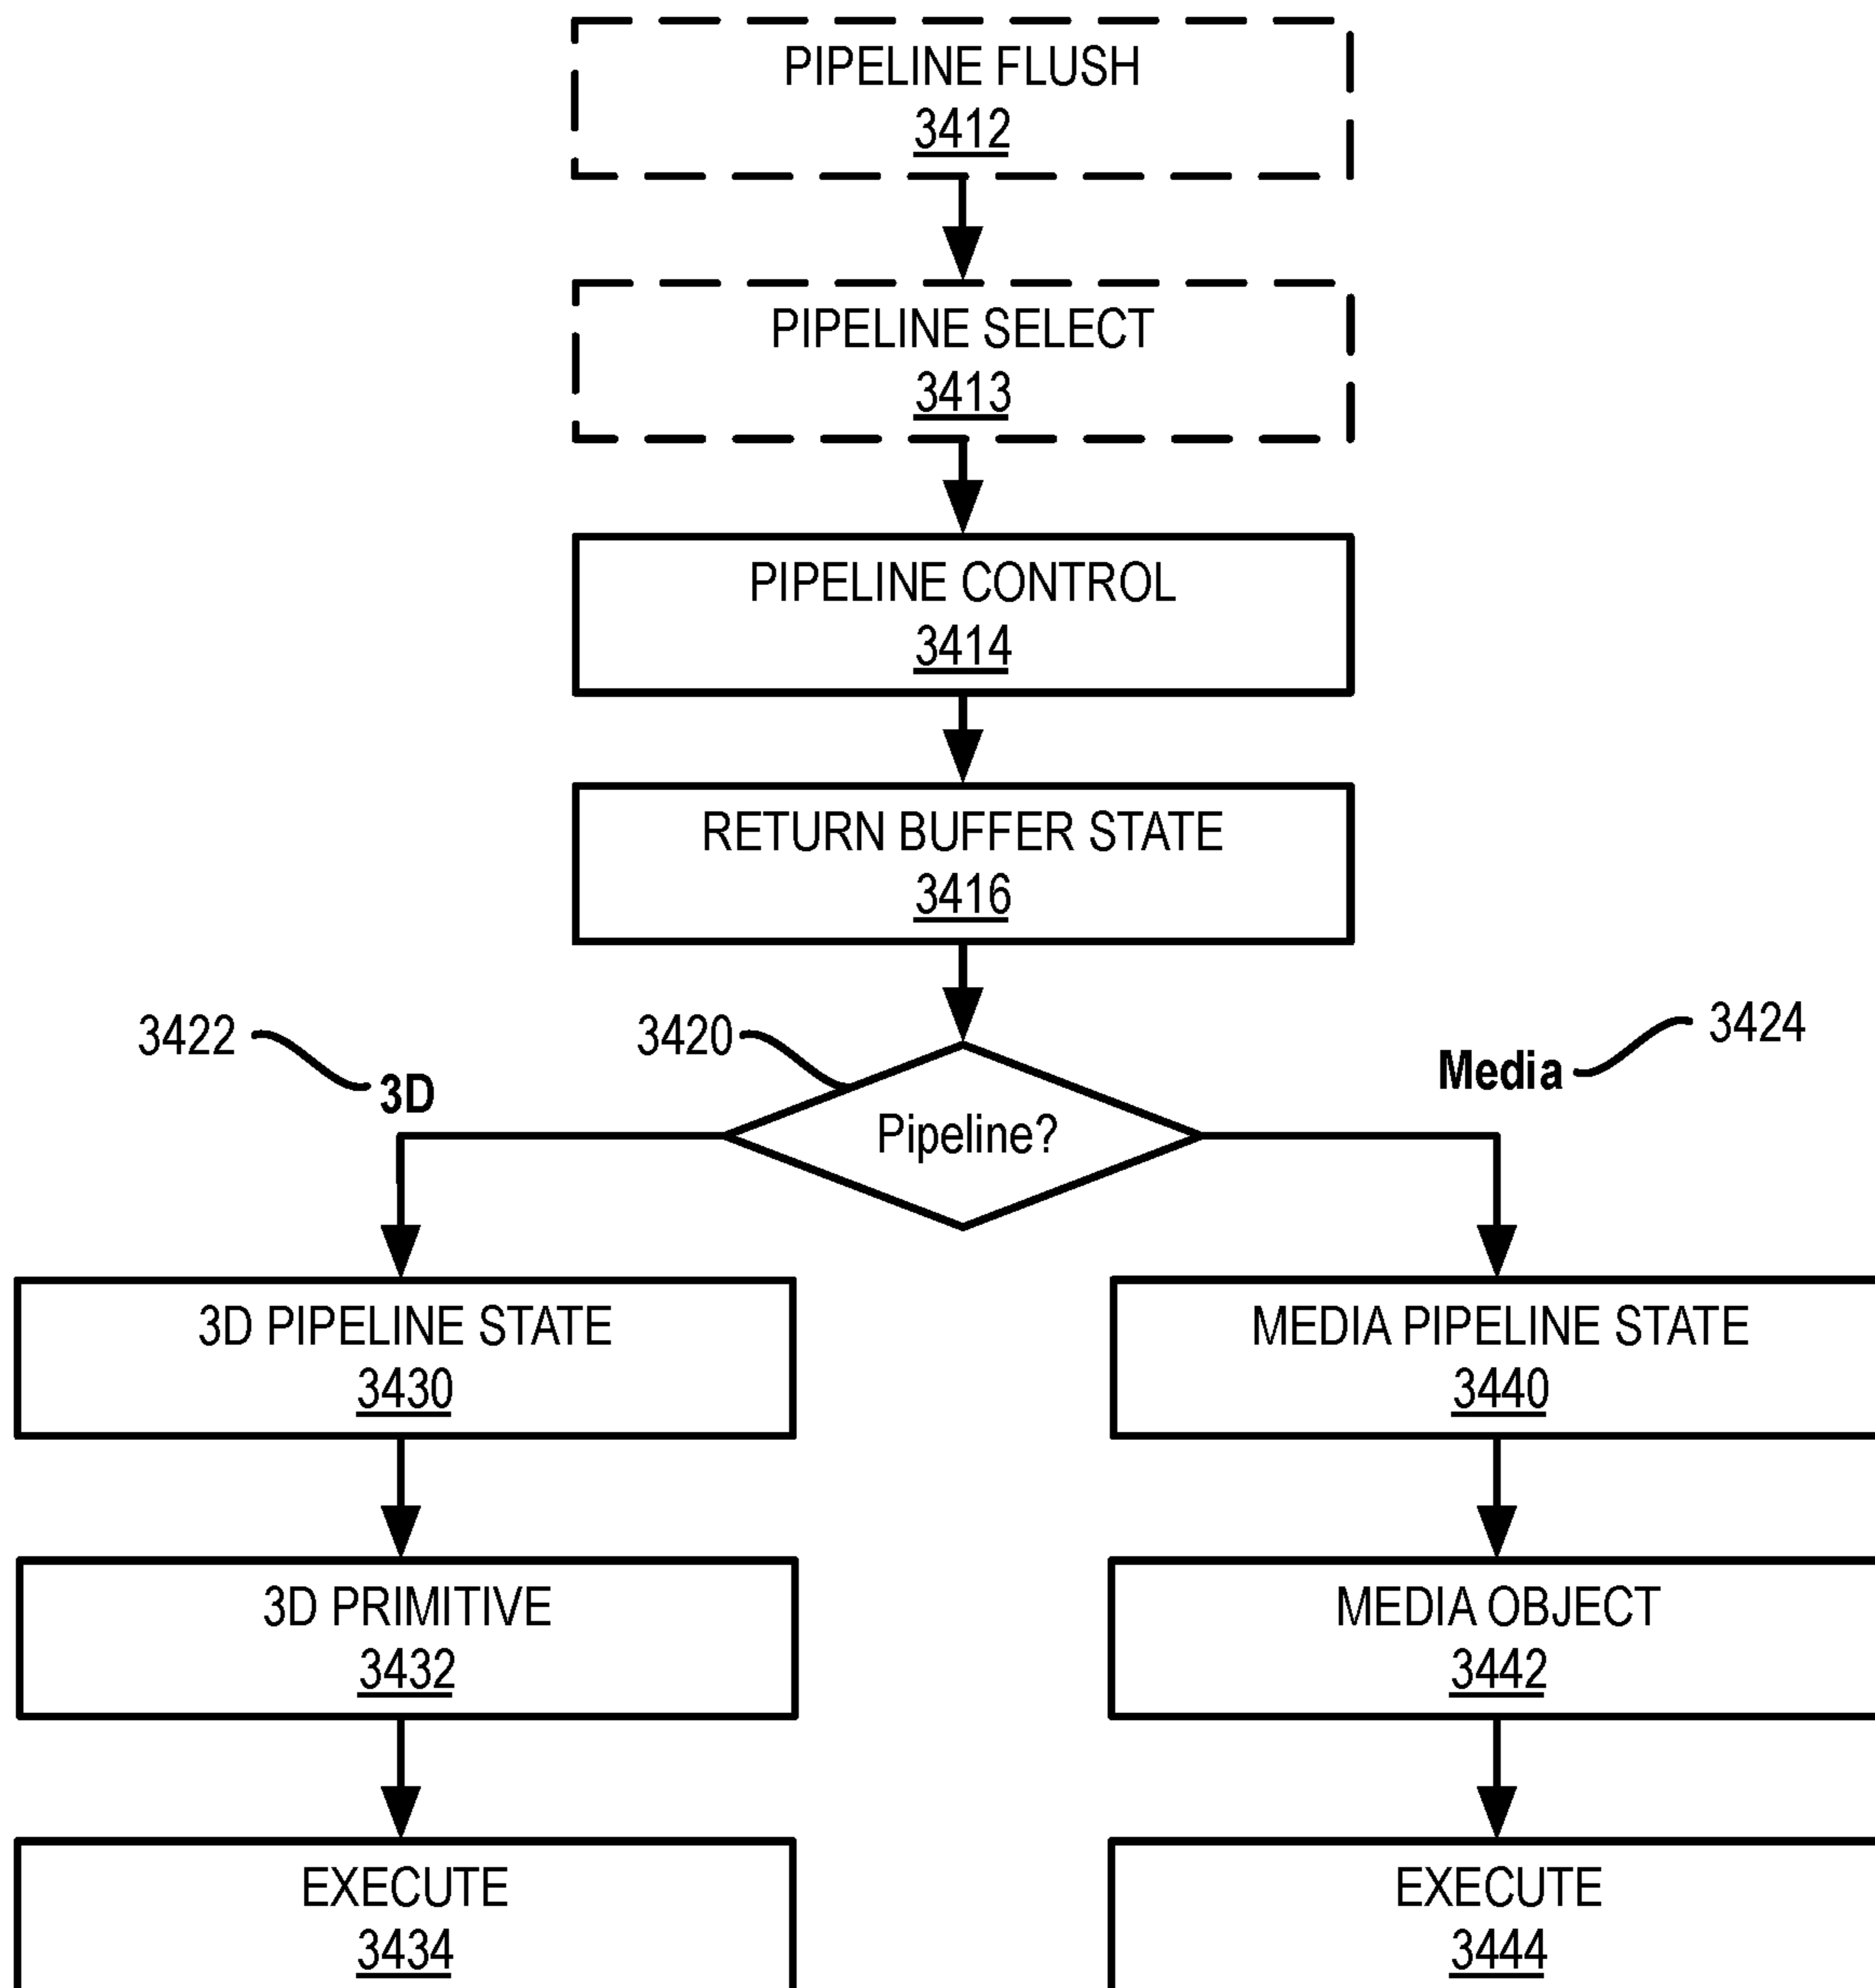 PIPELINE FLUSH
3412
PIPELINE SELECT
3413
PIPELINE CONTROL
3414
RETURN BUFFER STATE
3416
3422
3420
3424
3D
Media
Pipeline?
3D PIPELINE STATE
3430
MEDIA PIPELINE STATE
3440
3D PRIMITIVE
3432
MEDIA OBJECT
3442
EXECUTE
3434
EXECUTE
3444